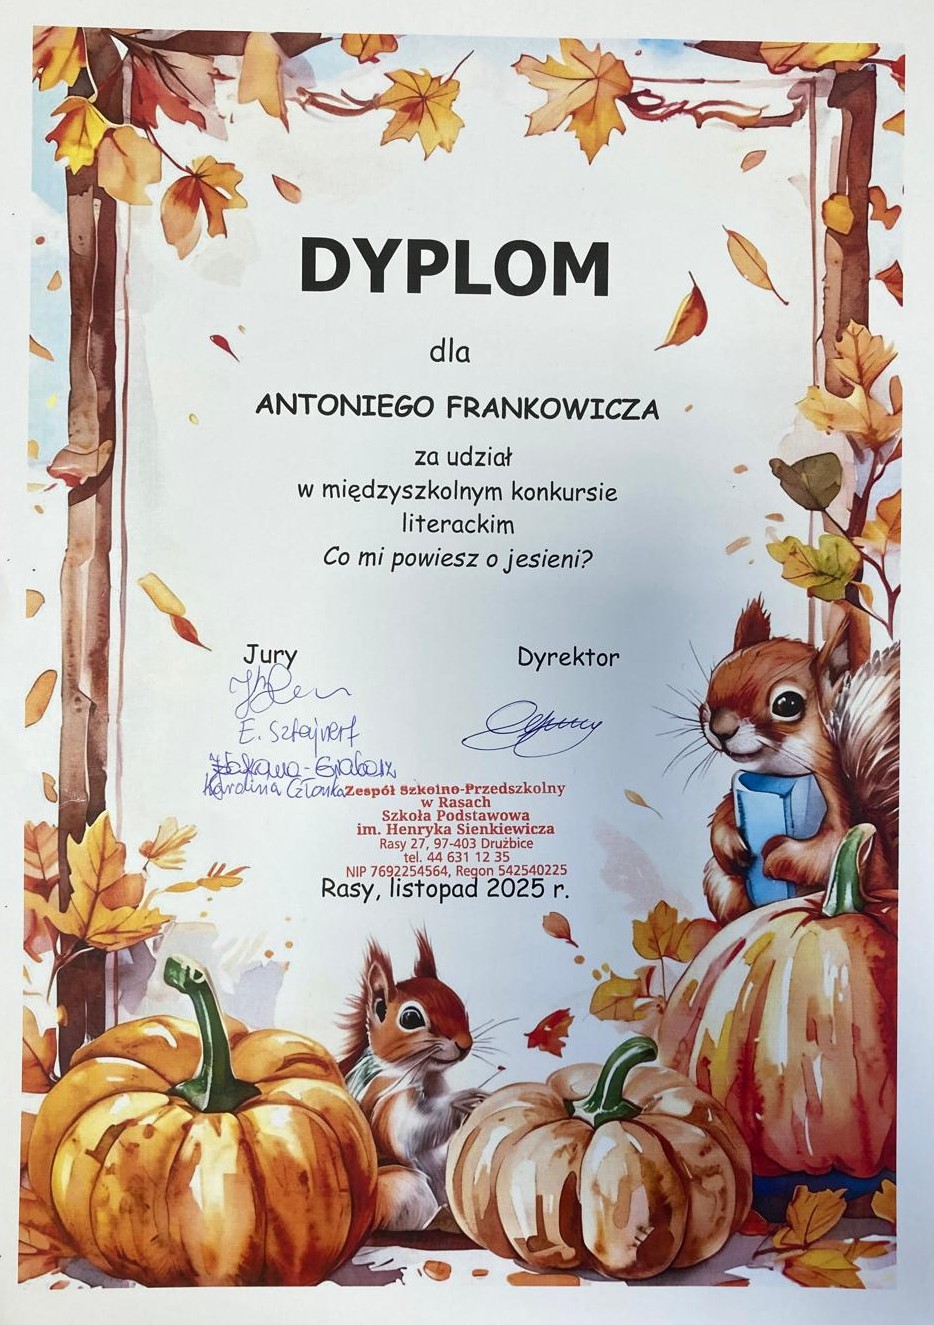 DYPLOM
dla
ANTONIEGO FRANKOWICZA
za udział
w międzyszkolnym konkursie
literackim
Co mi powiesz o jesieni?
Jury
Dyrektor
E. Sztejnert
Karolina Członka
Zespół Szkolno-Przedszkolny
w Rasach
Szkoła Podstawowa
im. Henryka Sienkiewicza
Rasy 27, 97-403 Drużbice
tel. 44 631 12 35
NIP 7692254564, Regon 542540225
Rasy, listopad 2025 r.